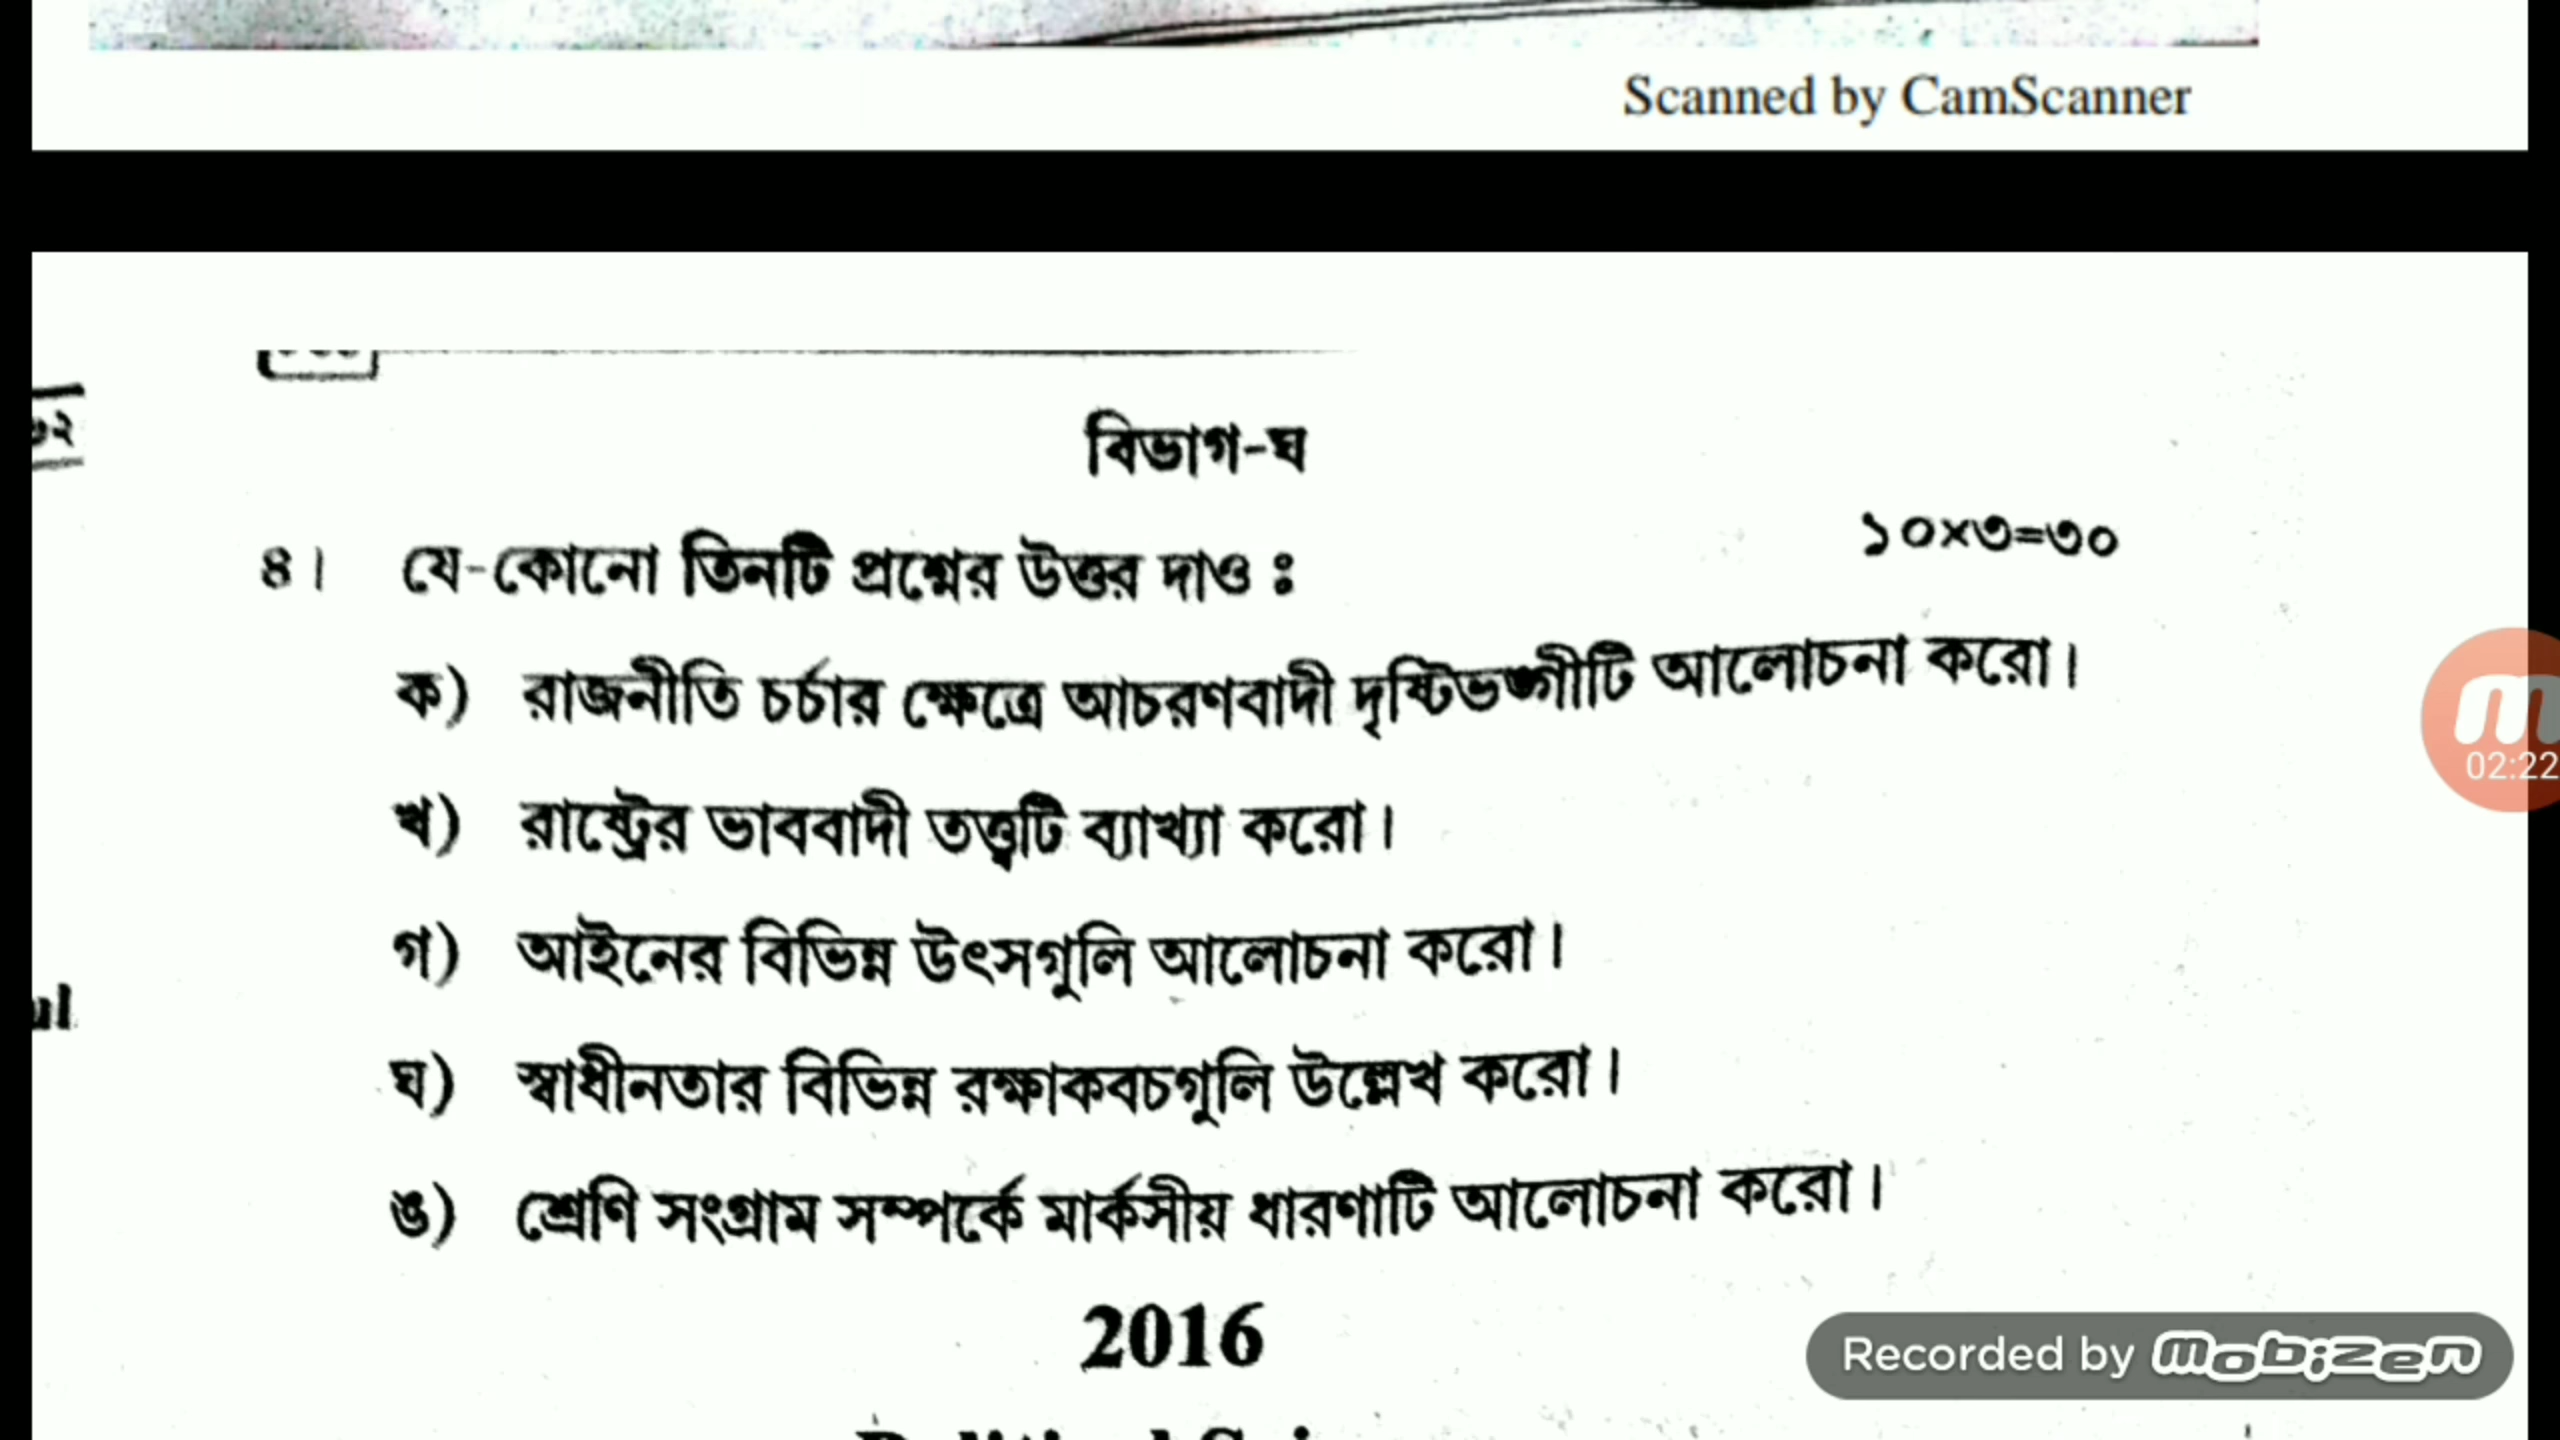 Scanned by CamScanner
বিভাগ-ঘ
৪। যে-কোনো তিনটি প্রশ্নের উত্তর দাও ঃ ১০×৩=৩০
ক) রাজনীতি চর্চার ক্ষেত্রে আচরণবাদী দৃষ্টিভঙ্গীটি আলোচনা করো।
খ) রাষ্ট্রের ভাববাদী তত্ত্বটি ব্যাখ্যা করো।
গ) আইনের বিভিন্ন উৎসগুলি আলোচনা করো।
ঘ) স্বাধীনতার বিভিন্ন রক্ষাকবচগুলি উল্লেখ করো।
ঙ) শ্রেণি সংগ্রাম সম্পর্কে মার্কসীয় ধারণাটি আলোচনা করো।
2016
02:22
Recorded by mobizen